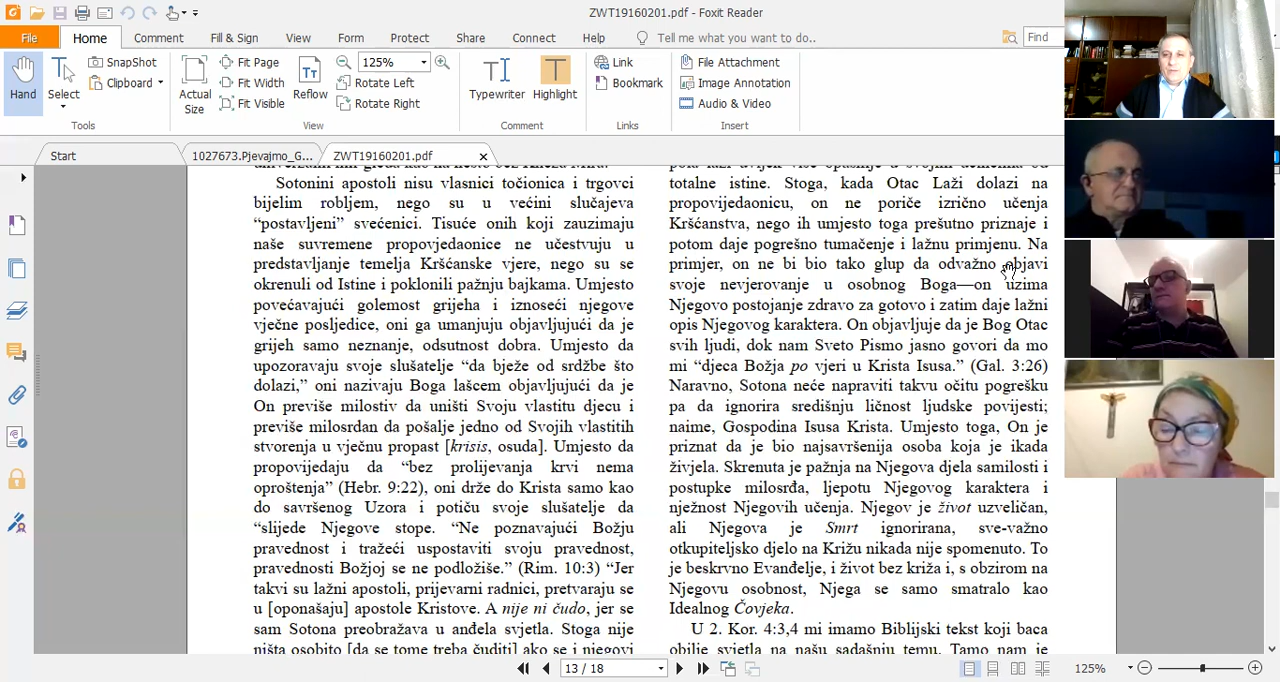 ZWT19160201.pdf - Foxit Reader
File Home Comment Fill & Sign View Form Protect Share Connect Help Tell me what you want to do.. Find
Hand
Select
SnapShot
Clipboard
Tools
Actual
Size
Fit Page
Fit Width
Fit Visible
Reflow
125%
Rotate Left
Rotate Right
View
Typewriter
Highlight
Comment
Link
Bookmark
Links
File Attachment
Image Annotation
Audio & Video
Insert
Start 1027673.Pjevajmo_G... ZWT19160201.pdf
Sotonini apostoli nisu vlasnici točionica i trgovci
bijelim robljem, nego su u većini slučajeva
“postavljeni” svećenici. Tisuće onih koji zauzimaju
naše suvremene propovjedaonice ne učestvuju u
predstavljanje temelja Kršćanske vjere, nego su se
okrenuli od Istine i poklonili pažnju bajkama. Umjesto
povećavajući golemost grijeha i iznoseći njegove
vječne posljedice, oni ga umanjuju objavljujući da je
grijeh samo neznanje, odsutnost dobra. Umjesto da
upozoravaju svoje slušatelje “da bježe od srdžbe što
dolazi,” oni nazivaju Boga lašcem objavljujući da je
On previše milostiv da uništi Svoju vlastitu djecu i
previše milosrdan da pošalje jedno od Svojih vlastitih
stvorenja u vječnu propast [krisis, osuda]. Umjesto da
propovijedaju da “bez prolijevanja krvi nema
oproštenja” (Hebr. 9:22), oni drže do Krista samo kao
do savršenog Uzora i potiču svoje slušatelje da
“slijede Njegove stope. “Ne poznavajući Božju
pravednost i tražeći uspostaviti svoju pravednost,
pravednosti Božjoj se ne podložiše.” (Rim. 10:3) “Jer
takvi su lažni apostoli, prijevarni radnici, pretvaraju se
u [oponašaju] apostole Kristove. A nije ni čudo, jer se
sam Sotona preobražava u anđela svjetla. Stoga nije
ništa osobito [da se tome treba čuditi] ako se i njegovi
totalne istine. Stoga, kada Otac Laži dolazi na
propovijedaonicu, on ne poriče izrično učenja
Kršćanstva, nego ih umjesto toga prešutno priznaje i
potom daje pogrešno tumačenje i lažnu primjenu. Na
primjer, on ne bi bio tako glup da odvažno objavi
svoje nevjerovanje u osobnog Boga—on uzima
Njegovo postojanje zdravo za gotovo i zatim daje lažni
opis Njegovog karaktera. On objavljuje da je Bog Otac
svih ljudi, dok nam Sveto Pismo jasno govori da mo
mi “djeca Božja po vjeri u Krista Isusa.” (Gal. 3:26)
Naravno, Sotona neće napraviti takvu očitu pogrešku
pa da ignorira središnju ličnost ljudske povijesti;
naime, Gospodina Isusa Krista. Umjesto toga, On je
priznat da je bio najsavršenija osoba koja je ikada
živjela. Skrenuta je pažnja na Njegova djela samilosti i
postupke milosrđa, ljepotu Njegovog karaktera i
nježnost Njegovih učenja. Njegov je život uzveličan,
ali Njegova je Smrt ignorirana, sve-važno
otkupiteljsko djelo na Križu nikada nije spomenuto. To
je beskrvno Evanđelje, i život bez križa i, s obzirom na
Njegovu osobnost, Njega se samo smatralo kao
Idealnog Čovjeka.
U 2. Kor. 4:3,4 mi imamo Biblijski tekst koji baca
obilje svjetla na našu sadašnju temu. Tamo nam je
13 / 18
125%